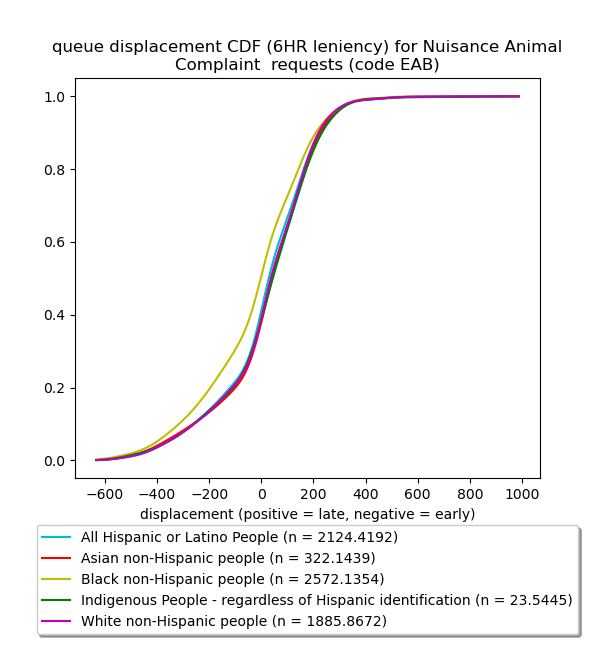 queue displacement CDF (6HR leniency) for Nuisance Animal
Complaint  requests (code EAB)
1.0
0.8
0.6
0.4
0.2
0.0
−600 −400 −200 0 200 400 600 800 1000
displacement (positive = late, negative = early)
All Hispanic or Latino People (n = 2124.4192)
Asian non-Hispanic people (n = 322.1439)
Black non-Hispanic people (n = 2572.1354)
Indigenous People - regardless of Hispanic identification (n = 23.5445)
White non-Hispanic people (n = 1885.8672)